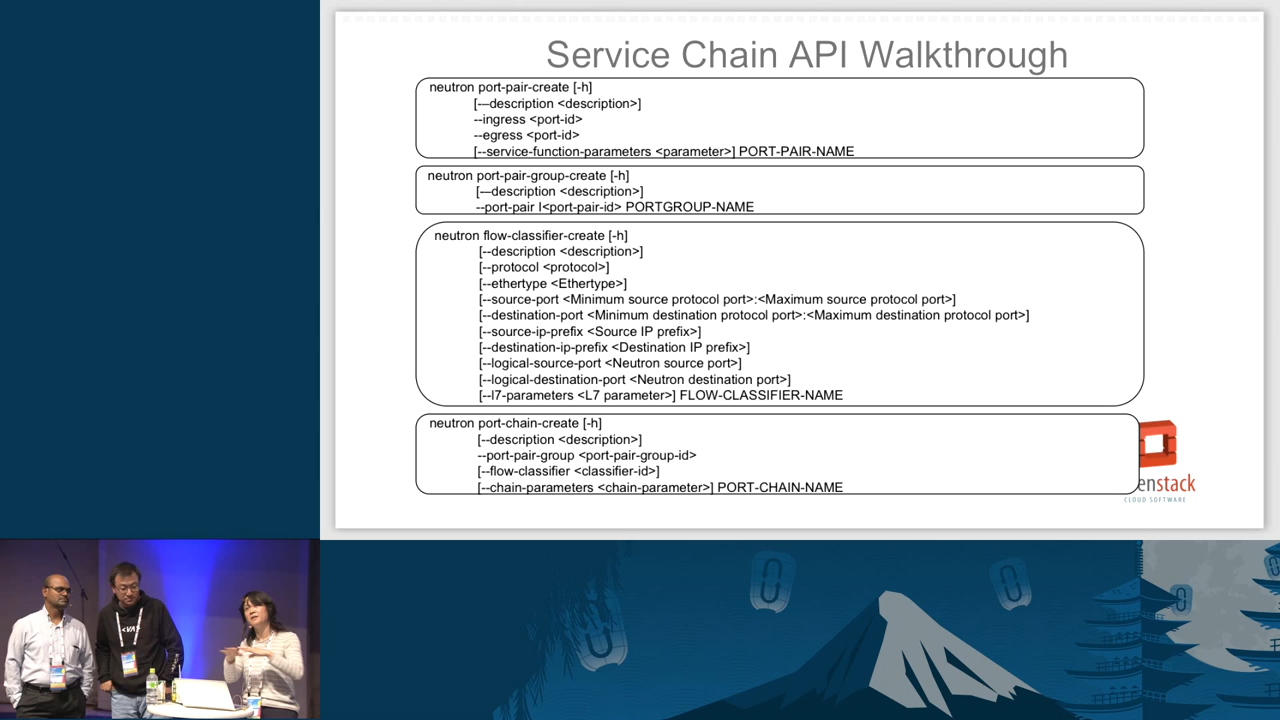 Service Chain API Walkthrough
neutron port-pair-create [-h]
[-–description <description>]
--ingress <port-id>
--egress <port-id>
[--service-function-parameters <parameter>] PORT-PAIR-NAME
neutron port-pair-group-create [-h]
[-–description <description>]
--port-pair l<port-pair-id> PORTGROUP-NAME
neutron flow-classifier-create [-h]
[--description <description>]
[--protocol <protocol>]
[--ethertype <Ethertype>]
[--source-port <Minimum source protocol port>:<Maximum source protocol port>]
[--destination-port <Minimum destination protocol port>:<Maximum destination protocol port>]
[--source-ip-prefix <Source IP prefix>]
[--destination-ip-prefix <Destination IP prefix>]
[--logical-source-port <Neutron source port>]
[--logical-destination-port <Neutron destination port>]
[--l7-parameters <L7 parameter>] FLOW-CLASSIFIER-NAME
neutron port-chain-create [-h]
[--description <description>]
--port-pair-group <port-pair-group-id>
[--flow-classifier <classifier-id>]
[--chain-parameters <chain-parameter>] PORT-CHAIN-NAME
enstack
CLOUD SOFTWARE